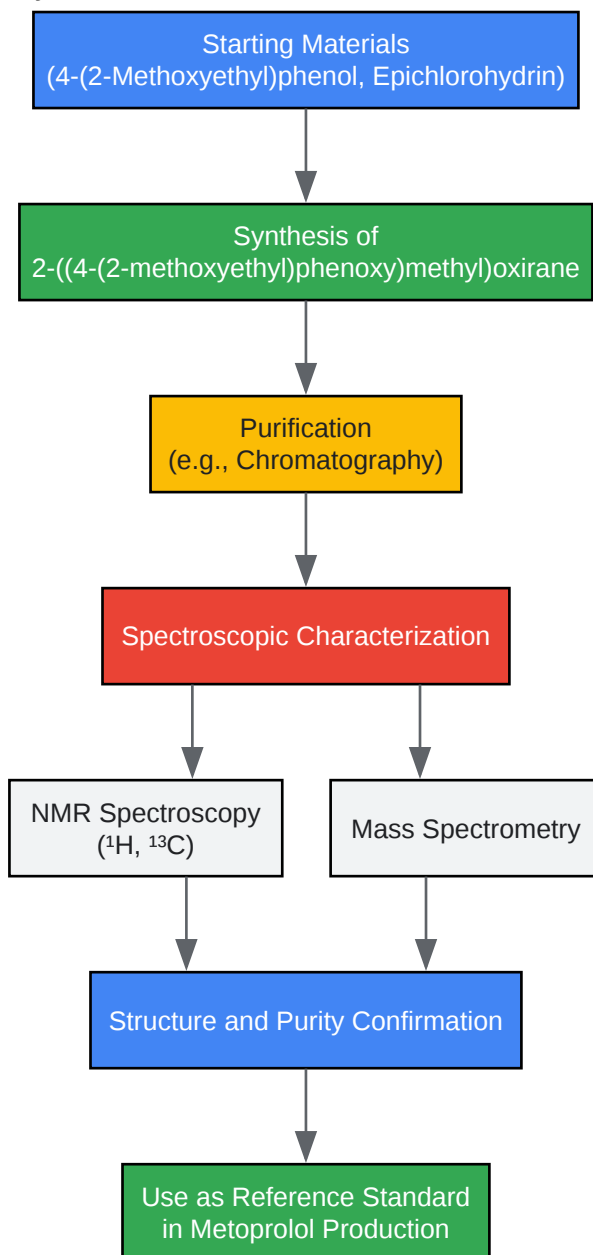 Starting Materials
(4-(2-Methoxyethyl)phenol, Epichlorohydrin)
Synthesis of
2-((4-(2-methoxyethyl)phenoxy)methyl)oxirane
Purification
(e.g., Chromatography)
Spectroscopic Characterization
NMR Spectroscopy
(¹H, ¹³C)
Mass Spectrometry
Structure and Purity Confirmation
Use as Reference Standard
in Metoprolol Production